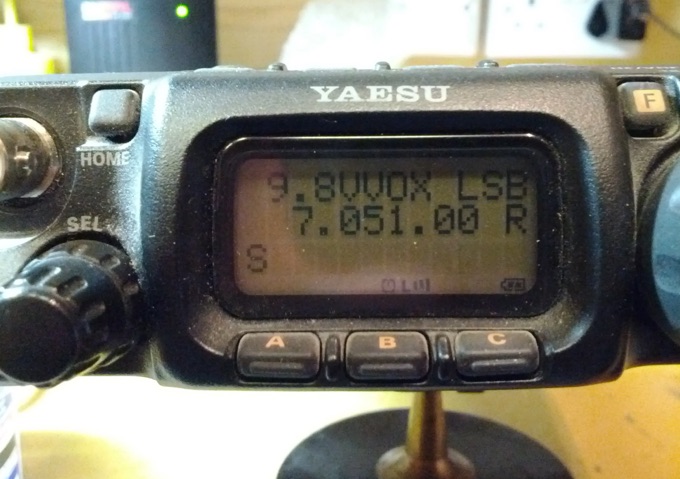 YAESU
F
HOME
9.8VVOX LSB
7.051.00 R
SEL
S
L
A B C